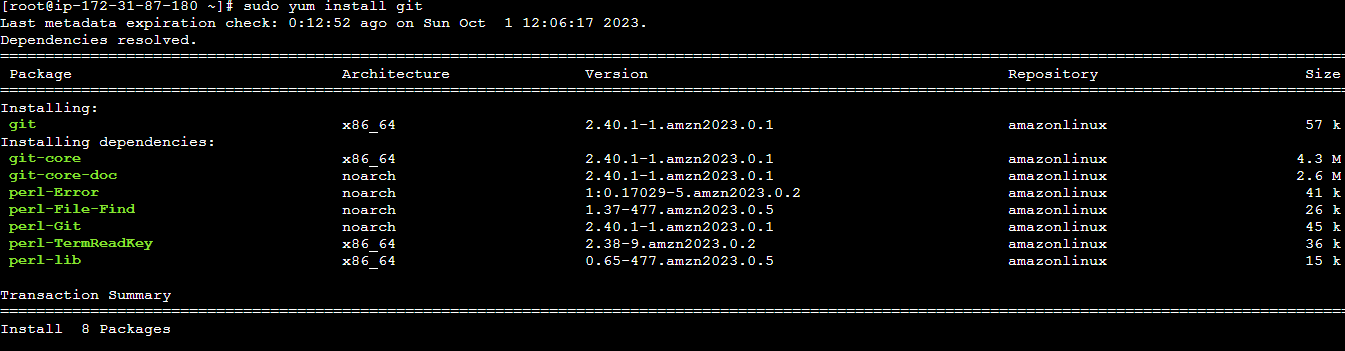 [root@ip-172-31-87-180 ~]# sudo yum install git
Last metadata expiration check: 0:12:52 ago on Sun Oct  1 12:06:17 2023.
Dependencies resolved.
================================================================================
 Package Architecture Version Repository Size
================================================================================
Installing:
 git x86_64 2.40.1-1.amzn2023.0.1 amazonlinux 57 k
Installing dependencies:
 git-core x86_64 2.40.1-1.amzn2023.0.1 amazonlinux 4.3 M
 git-core-doc noarch 2.40.1-1.amzn2023.0.1 amazonlinux 2.6 M
 perl-Error noarch 1:0.17029-5.amzn2023.0.2 amazonlinux 41 k
 perl-File-Find noarch 1.37-477.amzn2023.0.5 amazonlinux 26 k
 perl-Git noarch 2.40.1-1.amzn2023.0.1 amazonlinux 45 k
 perl-TermReadKey x86_64 2.38-9.amzn2023.0.2 amazonlinux 36 k
 perl-lib x86_64 0.65-477.amzn2023.0.5 amazonlinux 15 k
Transaction Summary
================================================================================
Install  8 Packages